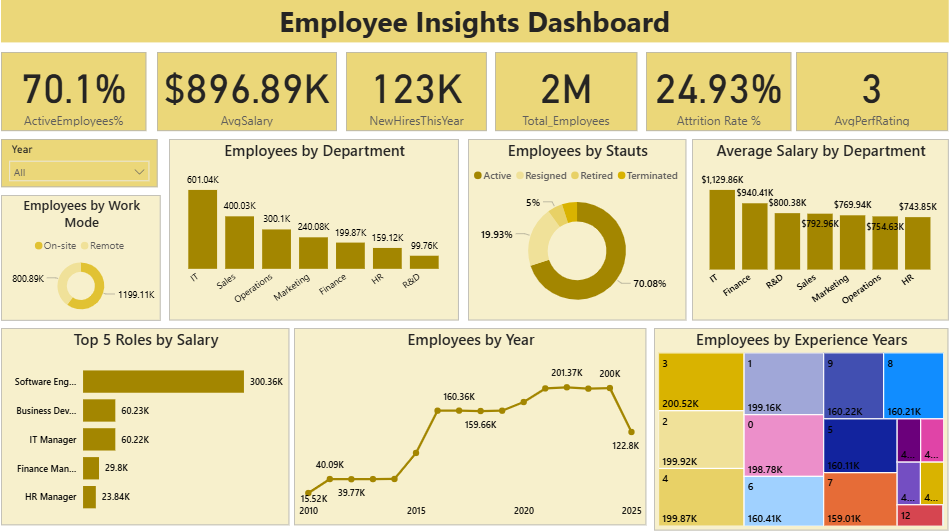 Employee Insights Dashboard
70.1%
ActiveEmployees%
$896.89K
AvgSalary
123K
NewHiresThisYear
2M
Total_Employees
24.93%
Attrition Rate %
3
AvgPerfRating
Year
All
Employees by Work
Mode
On-site Remote
800.89K
1199.11K
Employees by Department
601.04K
400.03K
300.1K
240.08K
199.87K
159.12K
99.76K
IT
Sales
Operations
Marketing
Finance
HR
R&D
Employees by Stauts
Active Resigned Retired Terminated
5%
19.93%
70.08%
Average Salary by Department
$1,129.86K
$940.41K
$800.38K
$792.96K
$769.94K
$754.63K
$743.85K
IT
Finance
R&D
Sales
Marketing
Operations
HR
Top 5 Roles by Salary
Software Eng... 300.36K
Business Dev... 60.23K
IT Manager 60.22K
Finance Man... 29.8K
HR Manager 23.84K
Employees by Year
201.37K 200K
160.36K
159.66K
122.8K
40.09K
39.77K
15.52K
2010 2015 2020 2025
Employees by Experience Years
3
200.52K
2
199.92K
4
199.87K
1
199.16K
0
198.78K
6
160.41K
9
160.22K
8
160.21K
5
160.11K
7
159.01K
4...
4...
4...
4...
12